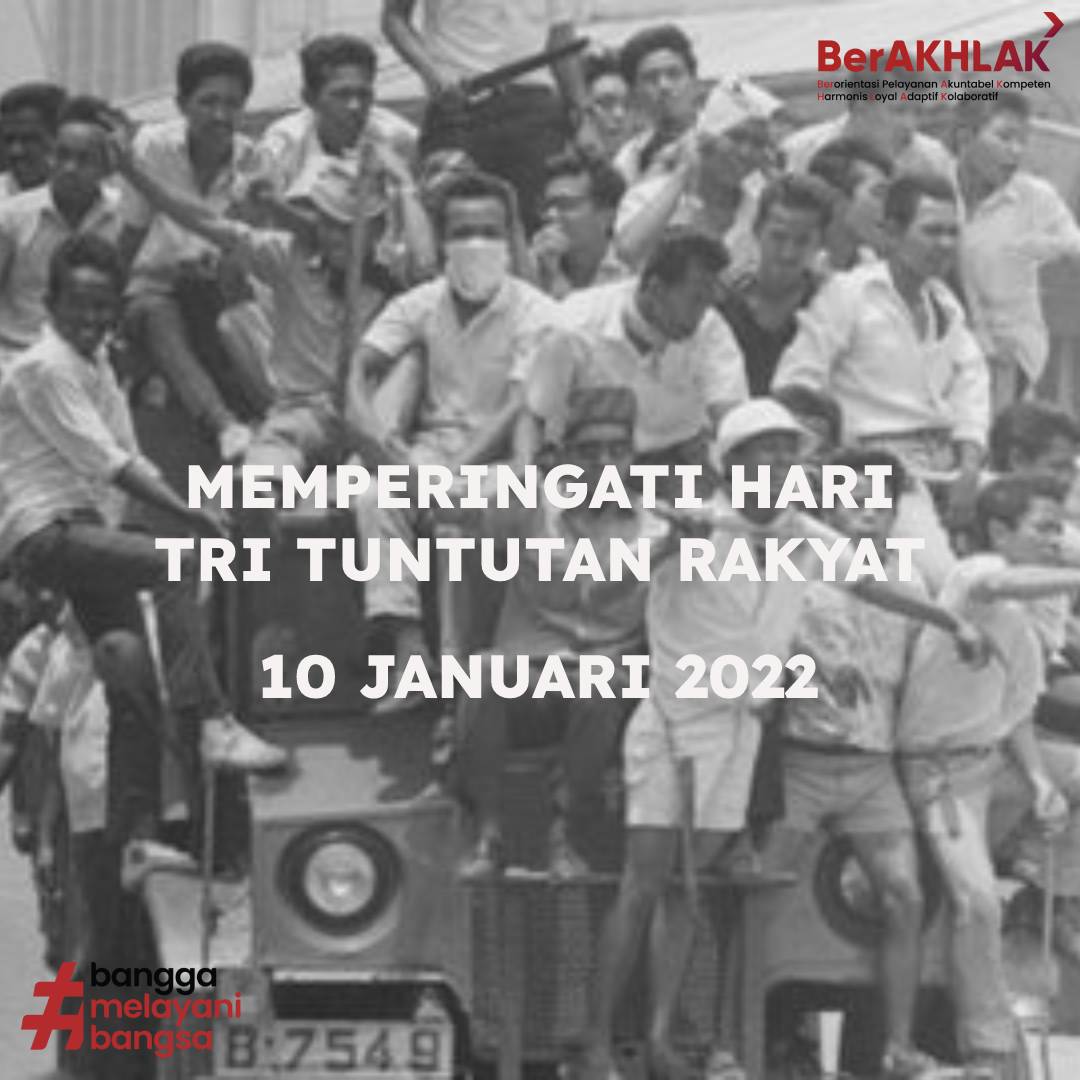 BerAKHLAK
Berorientasi Pelayanan Akuntabel Kompeten
Harmonis Loyal Adaptif Kolaboratif
MEMPERINGATI HARI
TRI TUNTUTAN RAKYAT
10 JANUARI 2022
#bangga
melayani
bangsa
B:7549